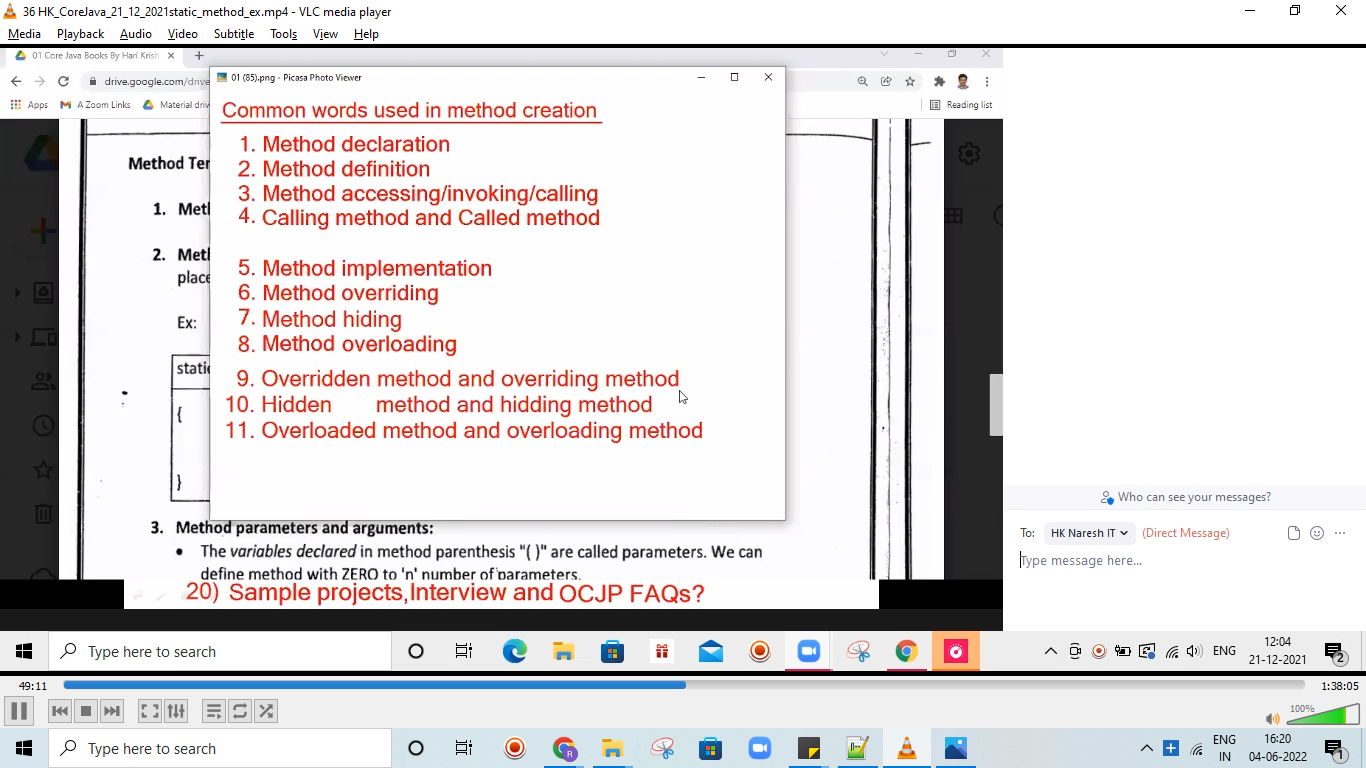 36 HK_CoreJava_21_12_2021static_method_ex.mp4 - VLC media player
Media Playback Audio Video Subtitle Tools View Help
01 Core Java Books By Hari Krish
drive.google.com/drive
Apps A Zoom Links Material driv Reading list
01 (85).png - Picasa Photo Viewer
Common words used in method creation
1. Method declaration
2. Method definition
3. Method accessing/invoking/calling
4. Calling method and Called method
5. Method implementation
6. Method overriding
7. Method hiding
8. Method overloading
9. Overridden method and overriding method
10. Hidden method and hidding method
11. Overloaded method and overloading method
Method Ter
1. Metl
2. Metl
place
Ex:
static
{
}
3. Method parameters and arguments:
• The variables declared in method parenthesis "( )" are called parameters. We can
define method with ZERO to 'n' number of parameters.
20) Sample projects,Interview and OCJP FAQs?
Who can see your messages?
To: HK Naresh IT (Direct Message)
Type message here...
Type here to search
ENG
12:04
21-12-2021
2
49:11
1:38:05
100%
Type here to search
ENG
IN
16:20
04-06-2022
1